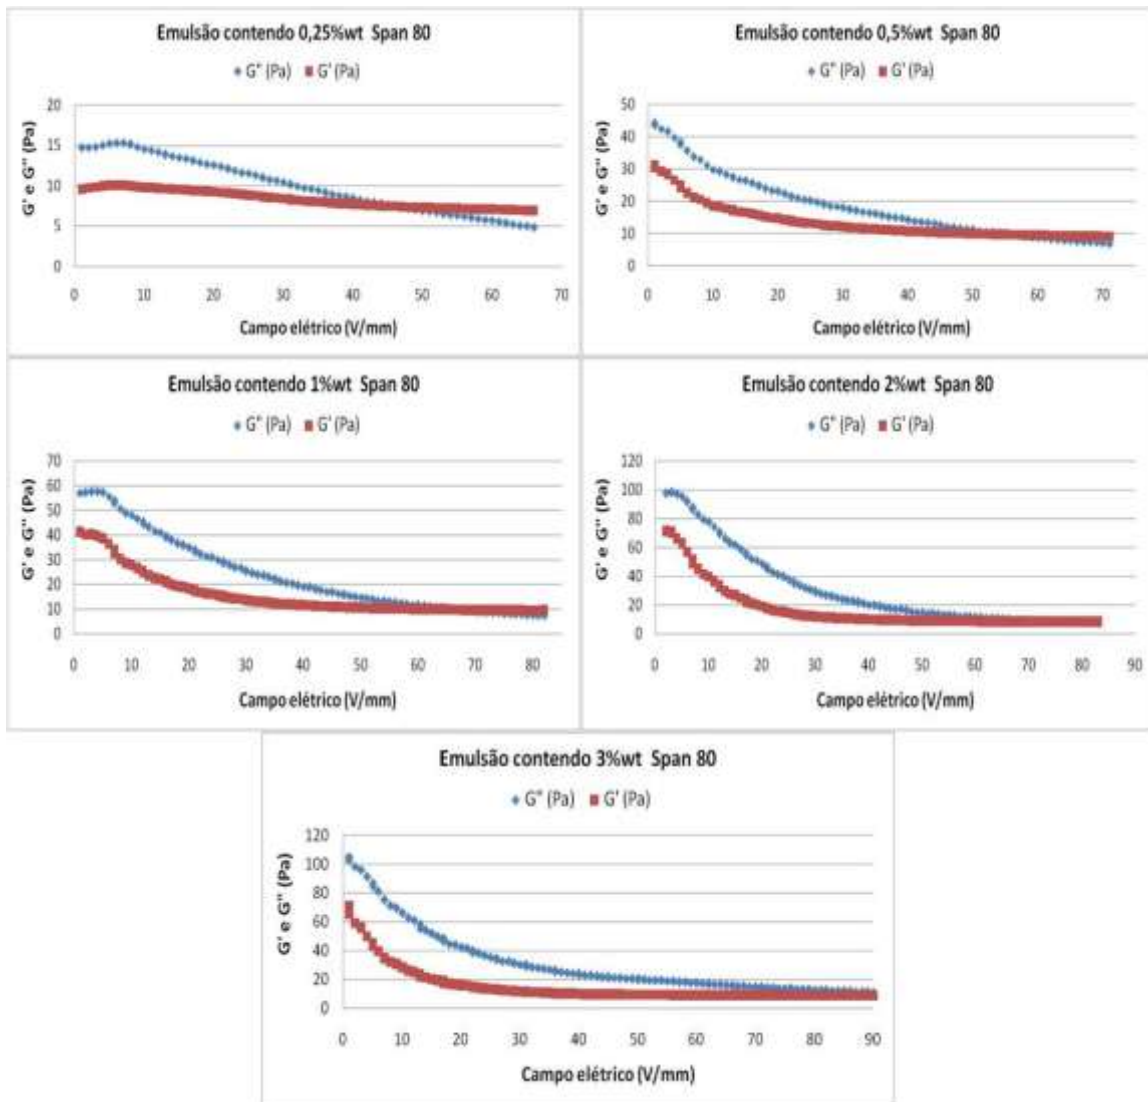 Emulsão contendo 0,25%wt Span 80
G" (Pa) G' (Pa)
G' e G'' (Pa)
20
15
10
5
0
0 10 20 30 40 50 60 70
Campo elétrico (V/mm)
Emulsão contendo 0,5%wt Span 80
G" (Pa) G' (Pa)
G' e G'' (Pa)
50
40
30
20
10
0
0 10 20 30 40 50 60 70
Campo elétrico (V/mm)
Emulsão contendo 1%wt Span 80
G" (Pa) G' (Pa)
G' e G'' (Pa)
70
60
50
40
30
20
10
0
0 10 20 30 40 50 60 70 80
Campo elétrico (V/mm)
Emulsão contendo 2%wt Span 80
G" (Pa) G' (Pa)
G' e G'' (Pa)
120
100
80
60
40
20
0
0 10 20 30 40 50 60 70 80 90
Campo elétrico (V/mm)
Emulsão contendo 3%wt Span 80
G" (Pa) G' (Pa)
G' e G'' (Pa)
120
100
80
60
40
20
0
0 10 20 30 40 50 60 70 80 90
Campo elétrico (V/mm)